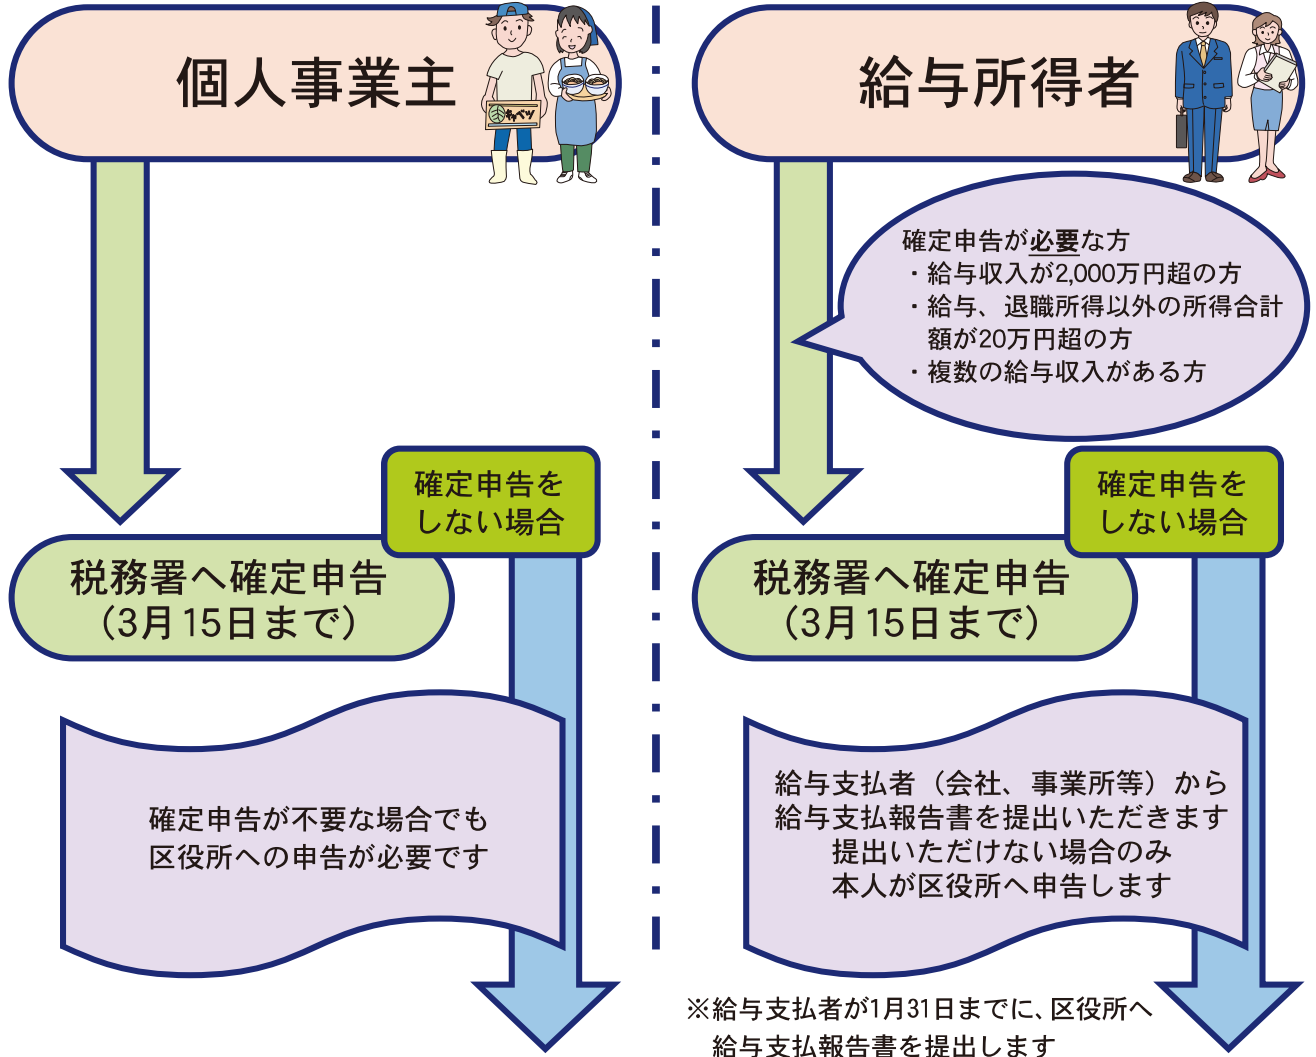 個人事業主
キャベツ
税務署へ確定申告
(3月15日まで)
確定申告を
しない場合
確定申告が不要な場合でも
区役所への申告が必要です
給与所得者
確定申告が必要な方
・給与収入が2,000万円超の方
・給与、退職所得以外の所得合計
額が20万円超の方
・複数の給与収入がある方
税務署へ確定申告
(3月15日まで)
確定申告を
しない場合
給与支払者（会社、事業所等）から
給与支払報告書を提出いただきます
提出いただけない場合のみ
本人が区役所へ申告します
※給与支払者が1月31日までに、区役所へ
給与支払報告書を提出します